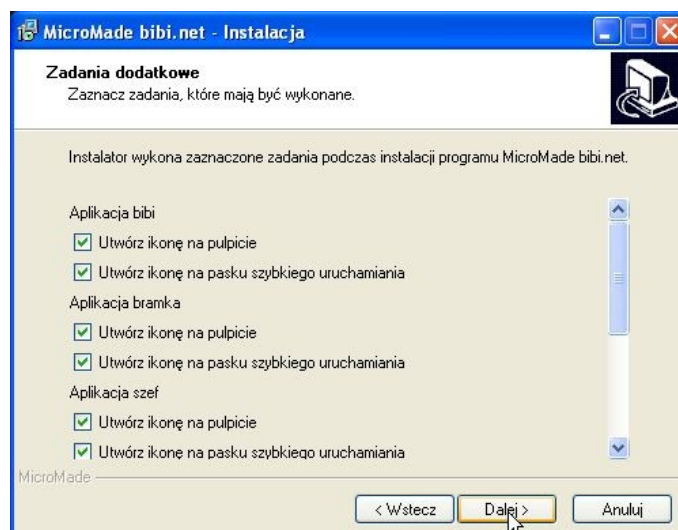 MicroMade bibi.net - Instalacja
Zadania dodatkowe
Zaznacz zadania, które mają być wykonane.
Instalator wykona zaznaczone zadania podczas instalacji programu MicroMade bibi.net.
Aplikacja bibi
Utwórz ikonę na pulpicie
Utwórz ikonę na pasku szybkiego uruchamiania
Aplikacja bramka
Utwórz ikonę na pulpicie
Utwórz ikonę na pasku szybkiego uruchamiania
Aplikacja szef
Utwórz ikonę na pulpicie
Utwórz ikonę na pasku szybkiego uruchamiania
MicroMade
< Wstecz Dalej > Anuluj